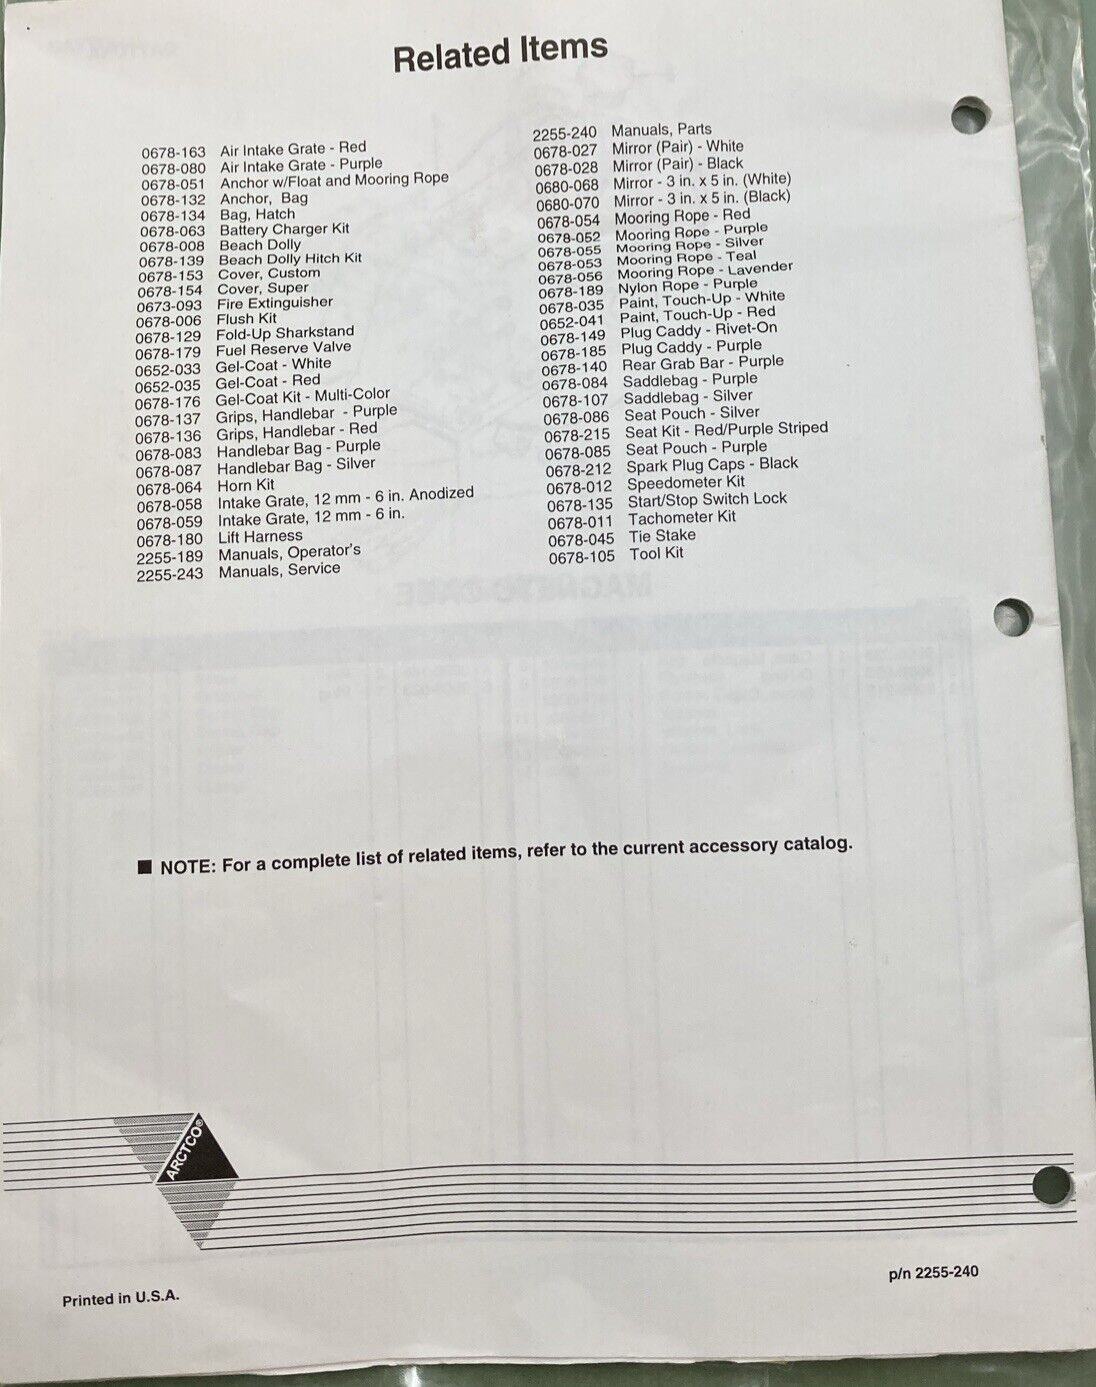 Related Items
0678-163 Air Intake Grate - Red
0678-080 Air Intake Grate - Purple
0678-051 Anchor w/Float and Mooring Rope
0678-132 Anchor, Bag
0678-134 Bag, Hatch
0678-063 Battery Charger Kit
0678-008 Beach Dolly
0678-139 Beach Dolly Hitch Kit
0678-153 Cover, Custom
0678-154 Cover, Super
0673-093 Fire Extinguisher
0678-006 Flush Kit
0678-129 Fold-Up Sharkstand
0678-179 Fuel Reserve Valve
0652-033 Gel-Coat - White
0652-035 Gel-Coat - Red
0678-176 Gel-Coat Kit - Multi-Color
0678-137 Grips, Handlebar - Purple
0678-136 Grips, Handlebar - Red
0678-083 Handlebar Bag - Purple
0678-087 Handlebar Bag - Silver
0678-064 Horn Kit
0678-058 Intake Grate, 12 mm - 6 in. Anodized
0678-059 Intake Grate, 12 mm - 6 in.
0678-180 Lift Harness
2255-189 Manuals, Operator's
2255-243 Manuals, Service
2255-240 Manuals, Parts
0678-027 Mirror (Pair) - White
0678-028 Mirror (Pair) - Black
0680-068 Mirror - 3 in. x 5 in. (White)
0680-070 Mirror - 3 in. x 5 in. (Black)
0678-054 Mooring Rope - Red
0678-052 Mooring Rope - Purple
0678-055 Mooring Rope - Silver
0678-053 Mooring Rope - Teal
0678-056 Mooring Rope - Lavender
0678-189 Nylon Rope - Purple
0678-035 Paint, Touch-Up - White
0652-041 Paint, Touch-Up - Red
0678-149 Plug Caddy - Rivet-On
0678-185 Plug Caddy - Purple
0678-140 Rear Grab Bar - Purple
0678-084 Saddlebag - Purple
0678-107 Saddlebag - Silver
0678-086 Seat Pouch - Silver
0678-215 Seat Kit - Red/Purple Striped
0678-085 Seat Pouch - Purple
0678-212 Spark Plug Caps - Black
0678-012 Speedometer Kit
0678-135 Start/Stop Switch Lock
0678-011 Tachometer Kit
0678-045 Tie Stake
0678-105 Tool Kit
■ NOTE: For a complete list of related items, refer to the current accessory catalog.
ARCTCO®
p/n 2255-240
Printed in U.S.A.